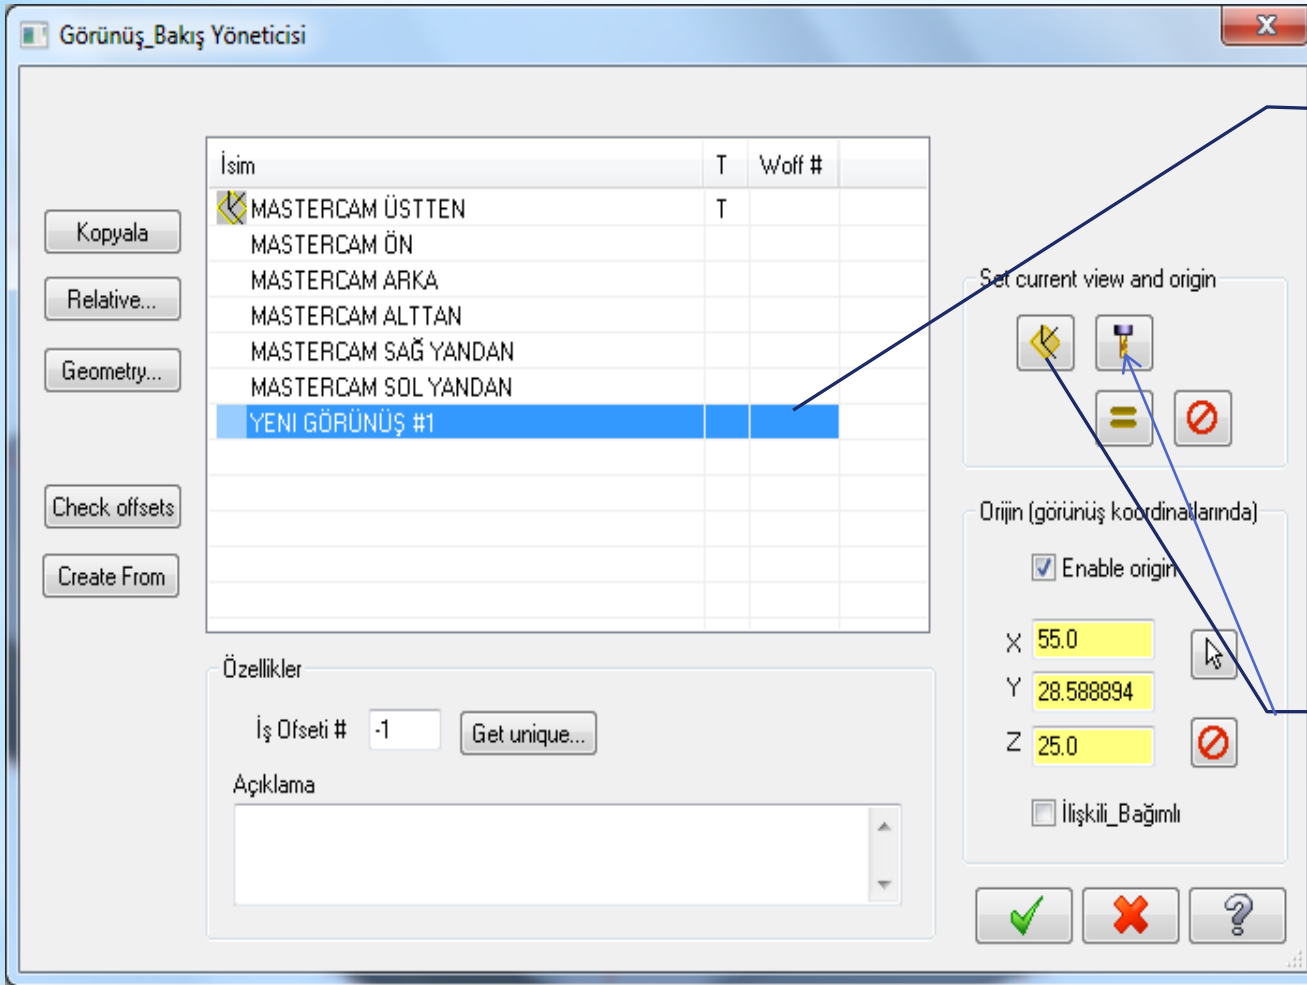 Görünüş_Bakış Yöneticisi
X
İsim T Woff #
MASTERCAM ÜSTTEN T
MASTERCAM ÖN
MASTERCAM ARKA
MASTERCAM ALTTAN
MASTERCAM SAĞ YANDAN
MASTERCAM SOL YANDAN
YENI GÖRÜNÜŞ #1
Kopyala
Relative...
Geometry...
Check offsets
Create From
Set current view and origin
Orijin (görünüş koordinatlarında)
Enable origin
X 55.0
Y 28.588894
Z 25.0
İlişkili_Bağımlı
Özellikler
İş Ofseti # -1 Get unique...
Açıklama